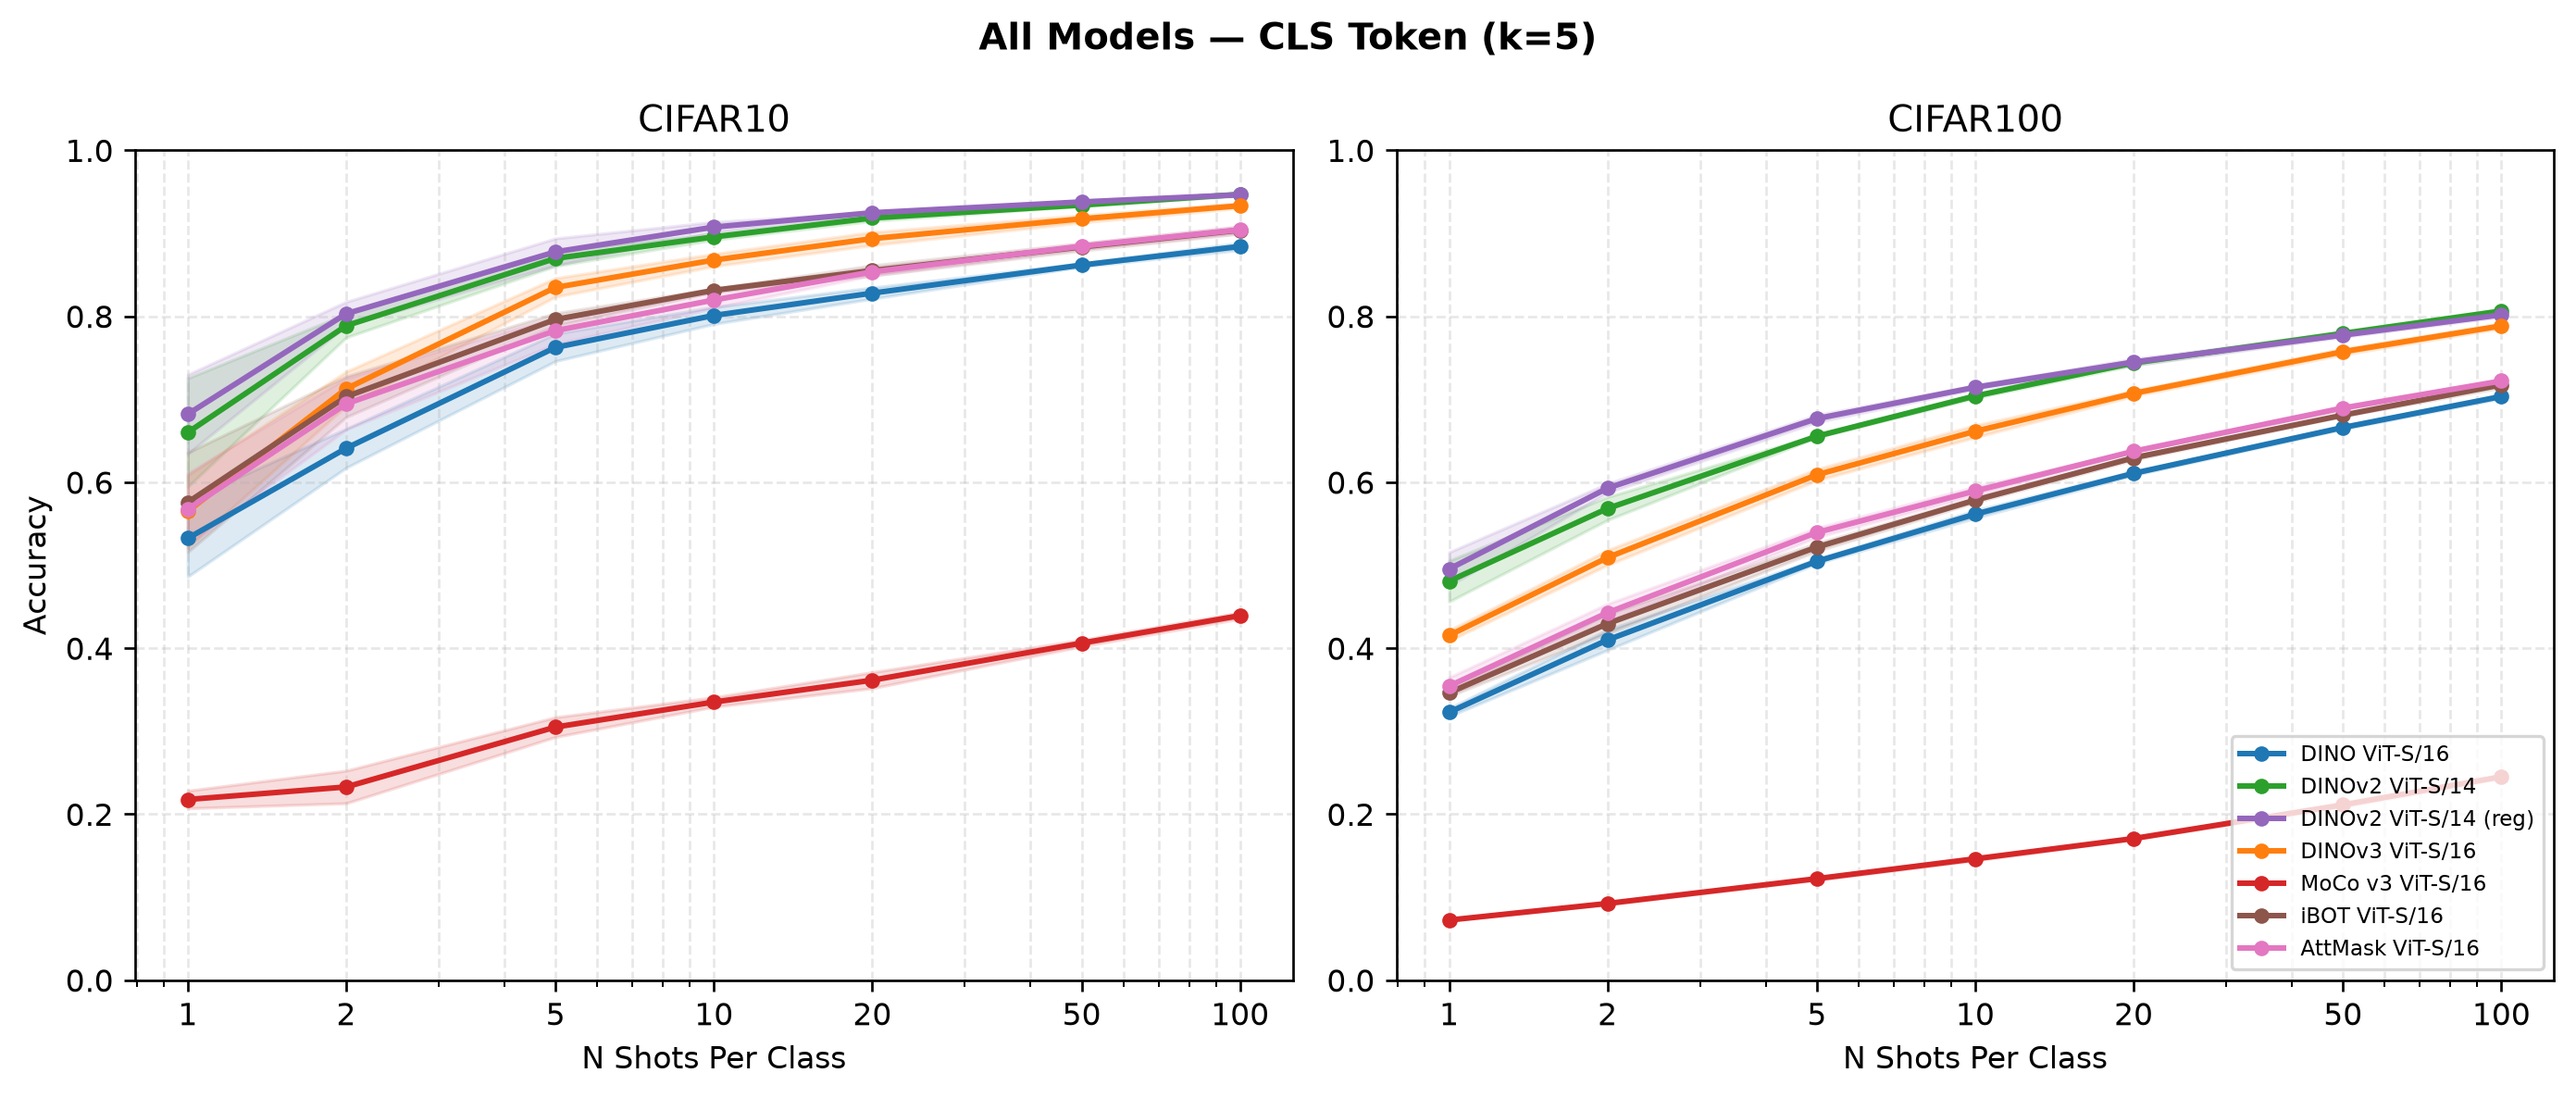 All Models — CLS Token (k=5)
CIFAR10
1.0
0.8
0.6
0.4
0.2
0.0
Accuracy
1 2 5 10 20 50 100
N Shots Per Class
CIFAR100
1.0
0.8
0.6
0.4
0.2
0.0
1 2 5 10 20 50 100
N Shots Per Class
DINO ViT-S/16
DINOv2 ViT-S/14
DINOv2 ViT-S/14 (reg)
DINOv3 ViT-S/16
MoCo v3 ViT-S/16
iBOT ViT-S/16
AttMask ViT-S/16